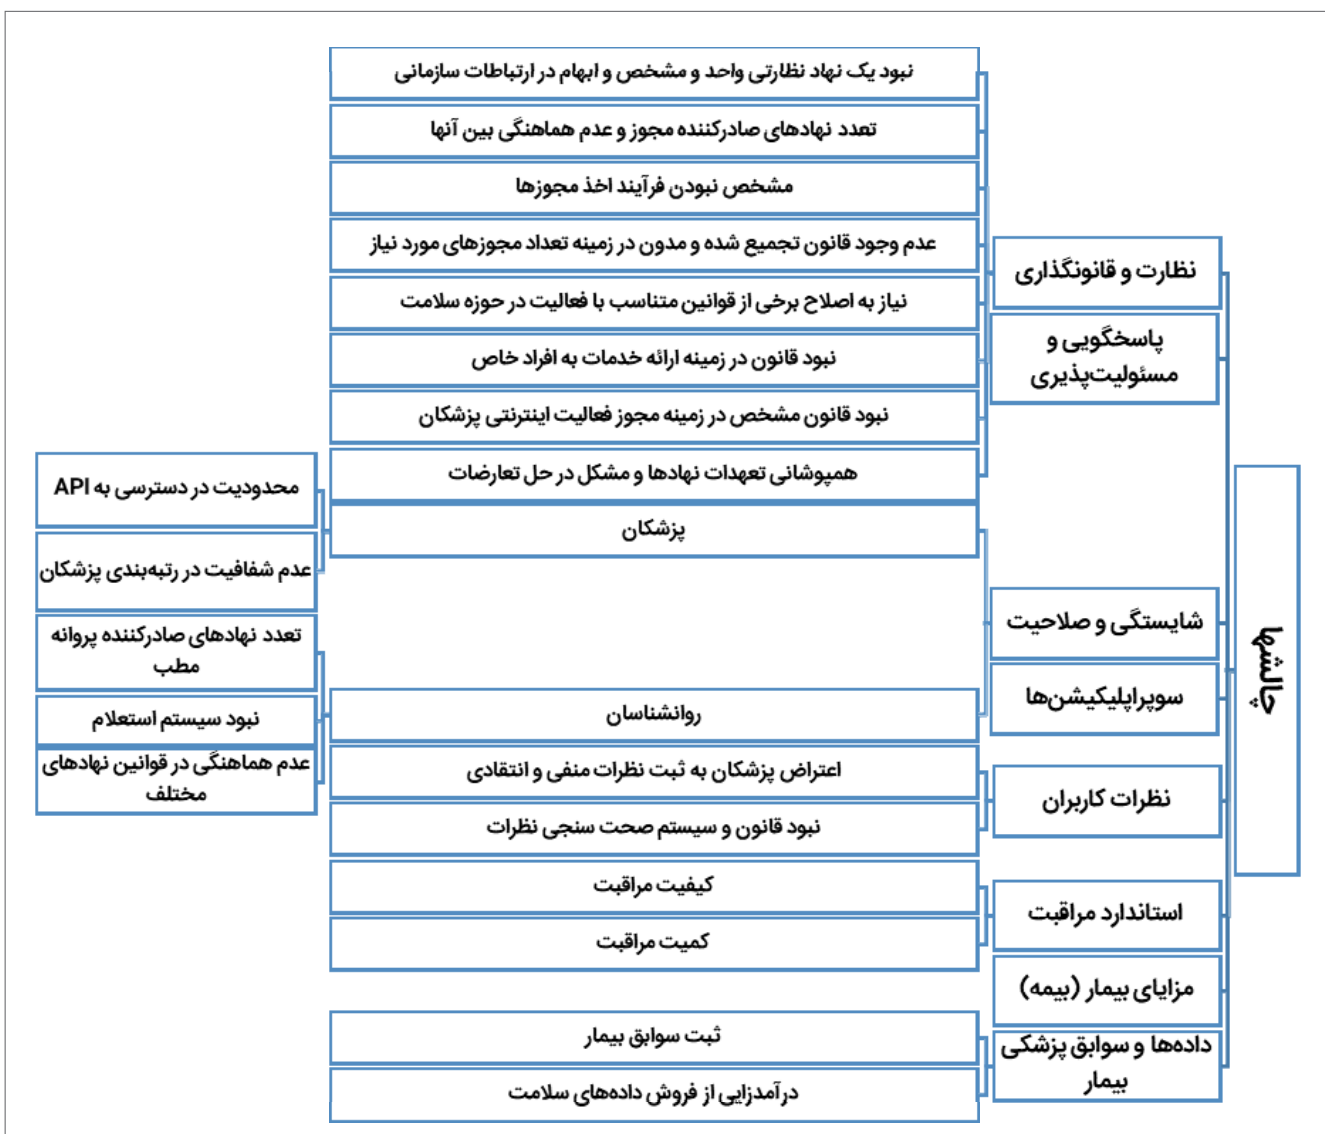 چالشها
نظارت و قانونگذاری
نبود یک نهاد نظارتی واحد و مشخص و ابهام در ارتباطات سازمانی
تعدد نهادهای صادرکننده مجوز و عدم هماهنگی بین آنها
مشخص نبودن فرآیند اخذ مجوزها
عدم وجود قانون تجمیع شده و مدون در زمینه تعداد مجوزهای مورد نیاز
نیاز به اصلاح برخی از قوانین متناسب با فعالیت در حوزه سلامت
نبود قانون در زمینه ارائه خدمات به افراد خاص
نبود قانون مشخص در زمینه مجوز فعالیت اینترنتی پزشکان
همپوشانی تعهدات نهادها و مشکل در حل تعارضات
پاسخگویی و
مسئولیت‌پذیری
شایستگی و صلاحیت
پزشکان
محدودیت در دسترسی به API
عدم شفافیت در رتبه‌بندی پزشکان
روانشناسان
تعدد نهادهای صادرکننده پروانه
مطب
نبود سیستم استعلام
عدم هماهنگی در قوانین نهادهای
مختلف
سوپراپلیکیشن‌ها
نظرات کاربران
اعتراض پزشکان به ثبت نظرات منفی و انتقادی
نبود قانون و سیستم صحت سنجی نظرات
استاندارد مراقبت
کیفیت مراقبت
کمیت مراقبت
مزایای بیمار (بیمه)
داده‌ها و سوابق پزشکی
بیمار
ثبت سوابق بیمار
درآمدزایی از فروش داده‌های سلامت